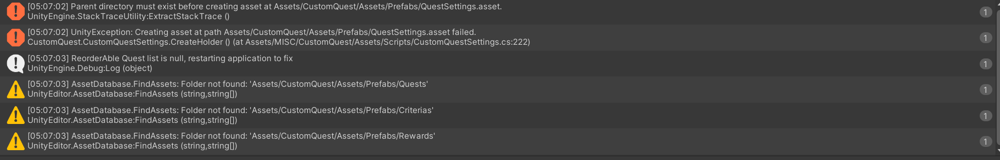 [05:07:02] Parent directory must exist before creating asset at Assets/CustomQuest/Assets/Prefabs/QuestSettings.asset.
UnityEngine.StackTraceUtility:ExtractStackTrace ()
1
[05:07:02] UnityException: Creating asset at path Assets/CustomQuest/Assets/Prefabs/QuestSettings.asset failed.
CustomQuest.CustomQuestSettings.CreateHolder () (at Assets/MISC/CustomQuest/Assets/Scripts/CustomQuestSettings.cs:222)
1
[05:07:03] ReorderAble Quest list is null, restarting application to fix
UnityEngine.Debug:Log (object)
1
[05:07:03] AssetDatabase.FindAssets: Folder not found: 'Assets/CustomQuest/Assets/Prefabs/Quests'
UnityEditor.AssetDatabase:FindAssets (string,string[])
1
[05:07:03] AssetDatabase.FindAssets: Folder not found: 'Assets/CustomQuest/Assets/Prefabs/Criterias'
UnityEditor.AssetDatabase:FindAssets (string,string[])
1
[05:07:03] AssetDatabase.FindAssets: Folder not found: 'Assets/CustomQuest/Assets/Prefabs/Rewards'
UnityEditor.AssetDatabase:FindAssets (string,string[])
1